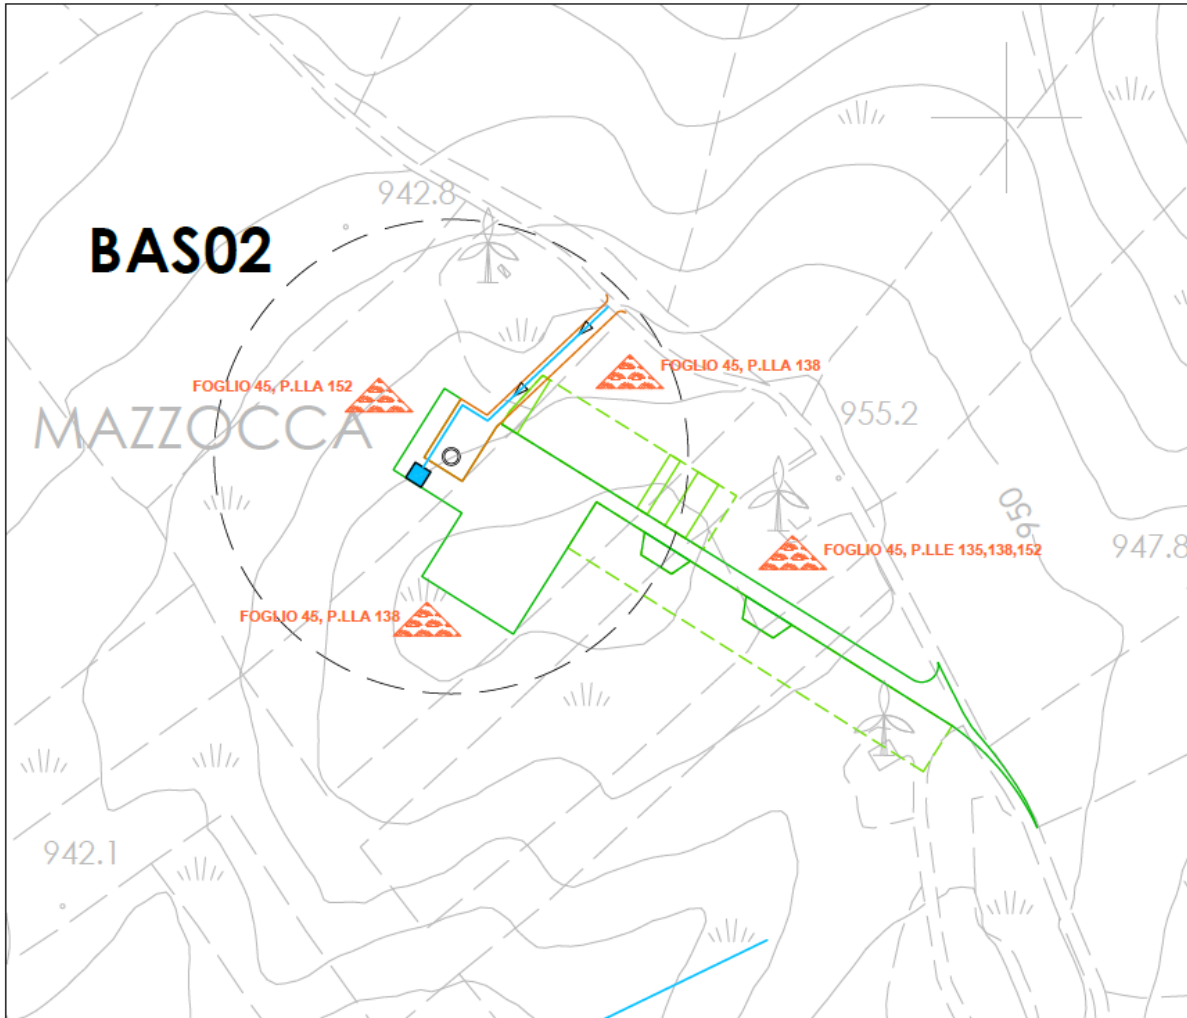 942.8
BAS02
FOGLIO 45, P.LLA 138
FOGLIO 45, P.LLA 152
MAZZOCCA
955.2
950
947.8
FOGLIO 45, P.LLE 135,138,152
FOGLIO 45, P.LLA 138
942.1